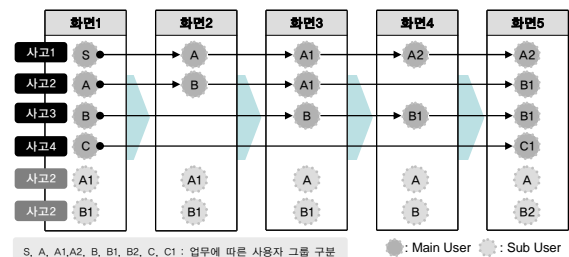 화면1 화면2 화면3 화면4 화면5
사고1 S A A1 A2 A2
사고2 A B A1 B1
사고3 B B B1 B1
사고4 C C1
사고2 A1 A1 A A A
사고2 B1 B1 B1 B B2
S, A, A1,A2, B, B1, B2, C, C1 : 업무에 따른 사용자 그룹 구분
: Main User : Sub User